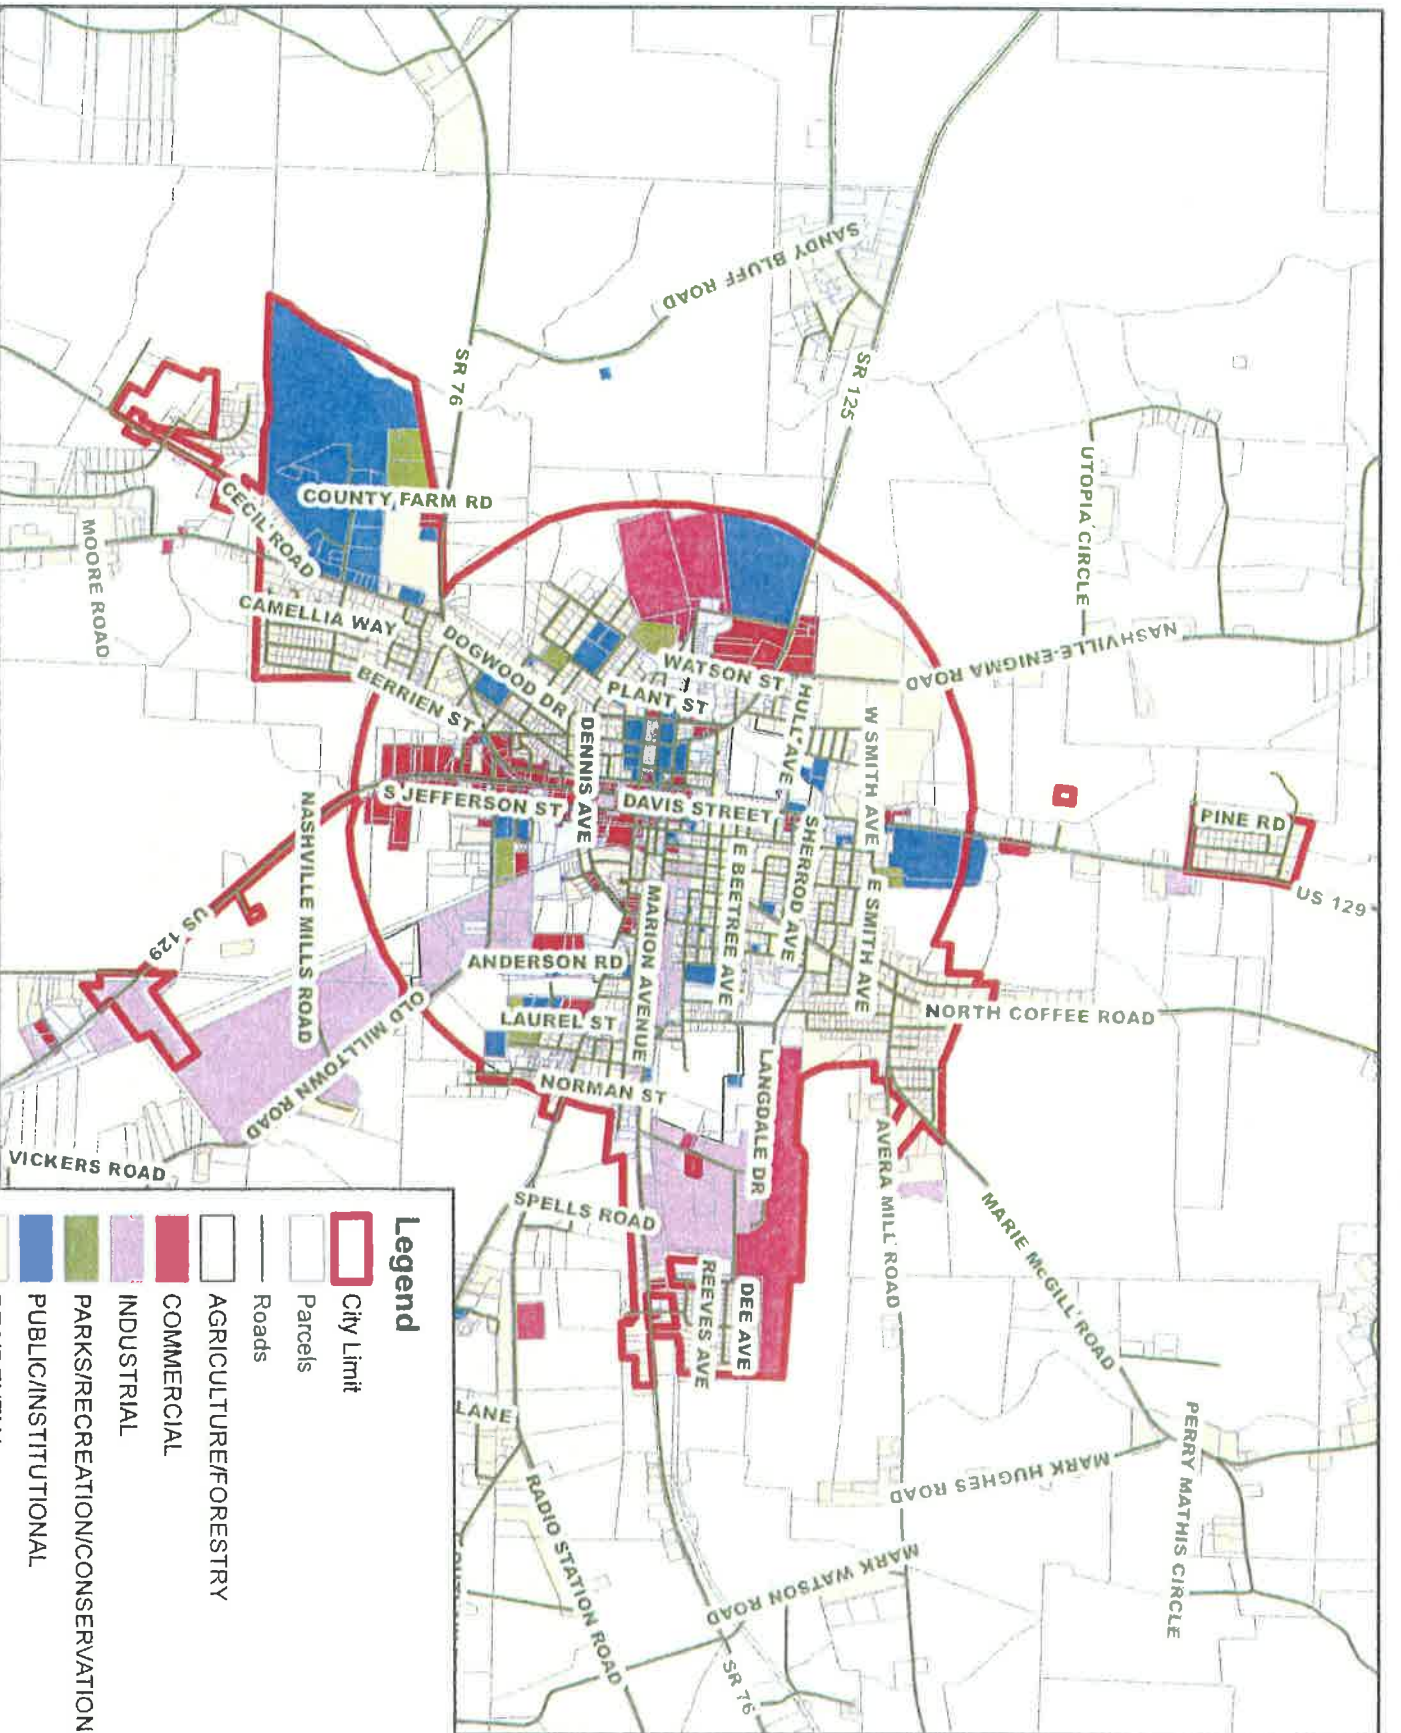 SANDY BLUFF ROAD
SR 76
SR 125
UTOPIA CIRCLE
COUNTY FARM RD
CECIL ROAD
MOORE ROAD
CAMELLIA WAY
DOGWOOD DR
BERRIEN ST
WATSON ST
PLANT ST
HULL AVE
NASHVILLE-ENIGMA ROAD
W SMITH AVE
DENNIS AVE
S JEFFERSON ST
DAVIS STREET
SHERROD AVE
E BEETREE AVE
E SMITH AVE
PINE RD
US 129
NASHVILLE MILLS ROAD
US 129
MARION AVENUE
ANDERSON RD
LAUREL ST
OLD MILLTOWN ROAD
NORTH COFFEE ROAD
NORMAN ST
LANGDALE DR
AVERA MILL ROAD
VICKERS ROAD
SPELLS ROAD
REEVES AVE
DEE AVE
MARIE McGILL ROAD
LANE
RADIO STATION ROAD
MARK HUGHES ROAD
PERRY MATHIS CIRCLE
MARK WATSON ROAD
SR 76
Legend
City Limit
Parcels
Roads
AGRICULTURE/FORESTRY
COMMERCIAL
INDUSTRIAL
PARKS/RECREATION/CONSERVATION
PUBLIC/INSTITUTIONAL